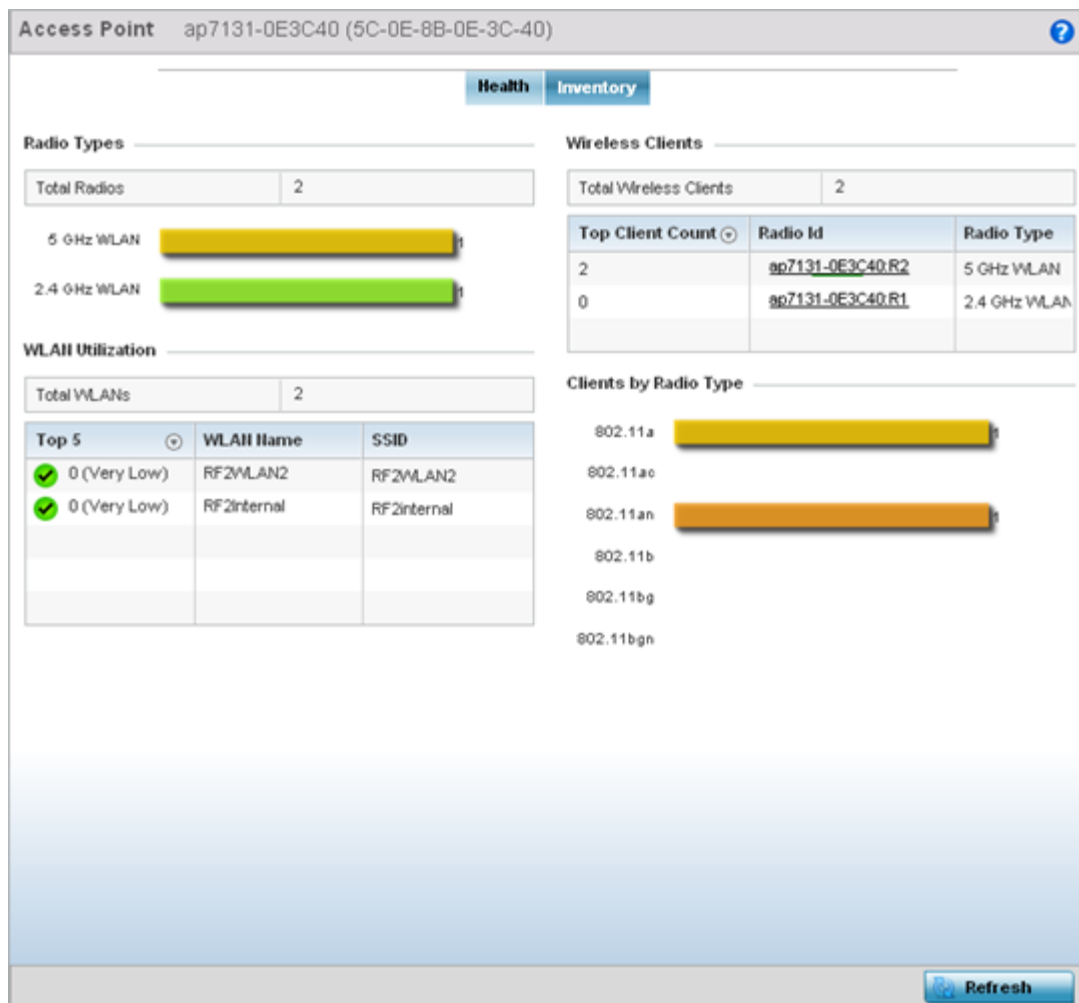 Access Point ap7131-0E3C40 (5C-0E-8B-0E-3C-40)
?
Health Inventory
Radio Types
Total Radios 2
5 GHz WLAN 1
2.4 GHz WLAN 1
WLAN Utilization
Total WLANs 2
Top 5 WLAN Name SSID
0 (Very Low) RF2WLAN2 RF2WLAN2
0 (Very Low) RF2internal RF2internal
Wireless Clients
Total Wireless Clients 2
Top Client Count Radio Id Radio Type
2 ap7131-0E3C40:R2 5 GHz WLAN
0 ap7131-0E3C40:R1 2.4 GHz WLAN
Clients by Radio Type
802.11a 1
802.11ac
802.11an 1
802.11b
802.11bg
802.11bgn
Refresh